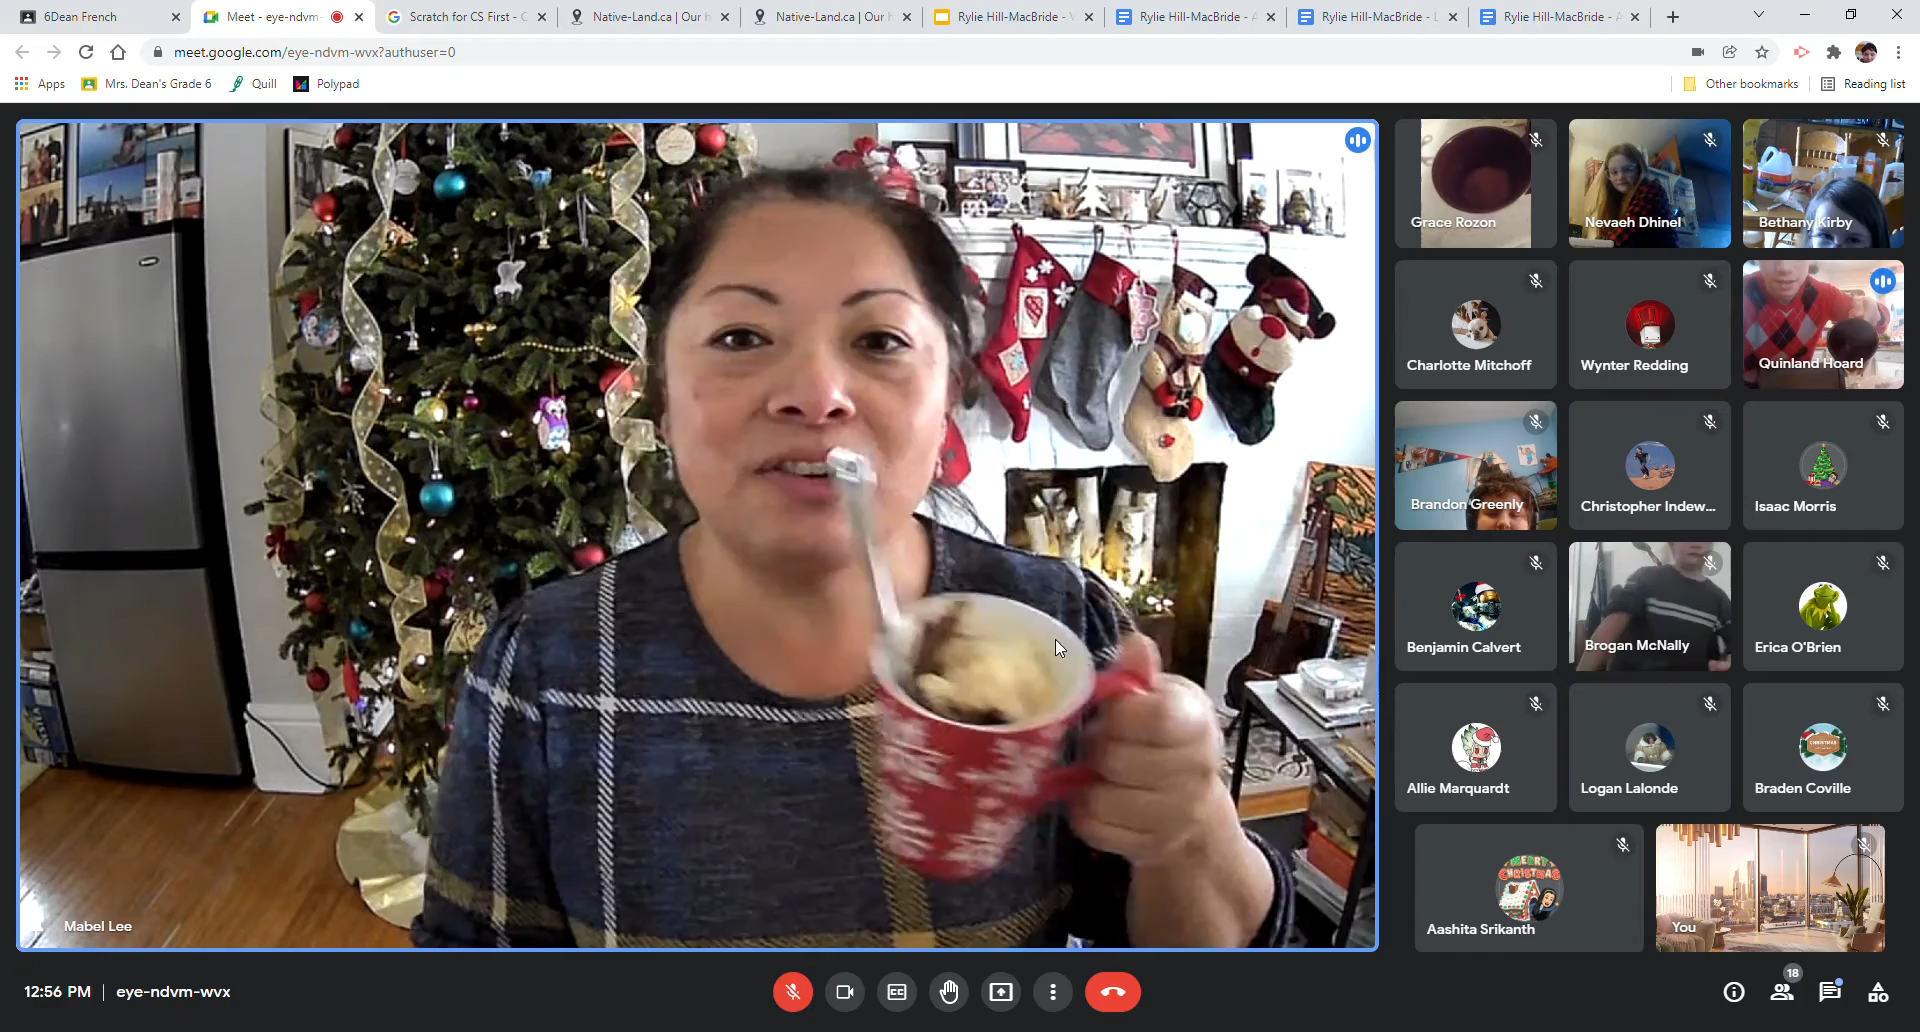 6Dean French
Meet - eye-ndvm-
Scratch for CS First - C
Native-Land.ca | Our h
Native-Land.ca | Our h
Rylie Hill-MacBride - V
Rylie Hill-MacBride - A
Rylie Hill-MacBride - L
Rylie Hill-MacBride - A
meet.google.com/eye-ndvm-wvx?authuser=0
Apps
Mrs. Dean's Grade 6
Quill
Polypad
Other bookmarks
Reading list
Grace Rozon
Nevaeh Dhinel
Bethany Kirby
Charlotte Mitchoff
Wynter Redding
Quinland Hoard
Brandon Greenly
Christopher Indew...
Isaac Morris
Benjamin Calvert
Brogan McNally
Erica O'Brien
Allie Marquardt
Logan Lalonde
CHRISTMAS
Braden Coville
MERRY
CHRISTMAS
Aashita Srikanth
You
Mabel Lee
12:56 PM | eye-ndvm-wvx
CC
18